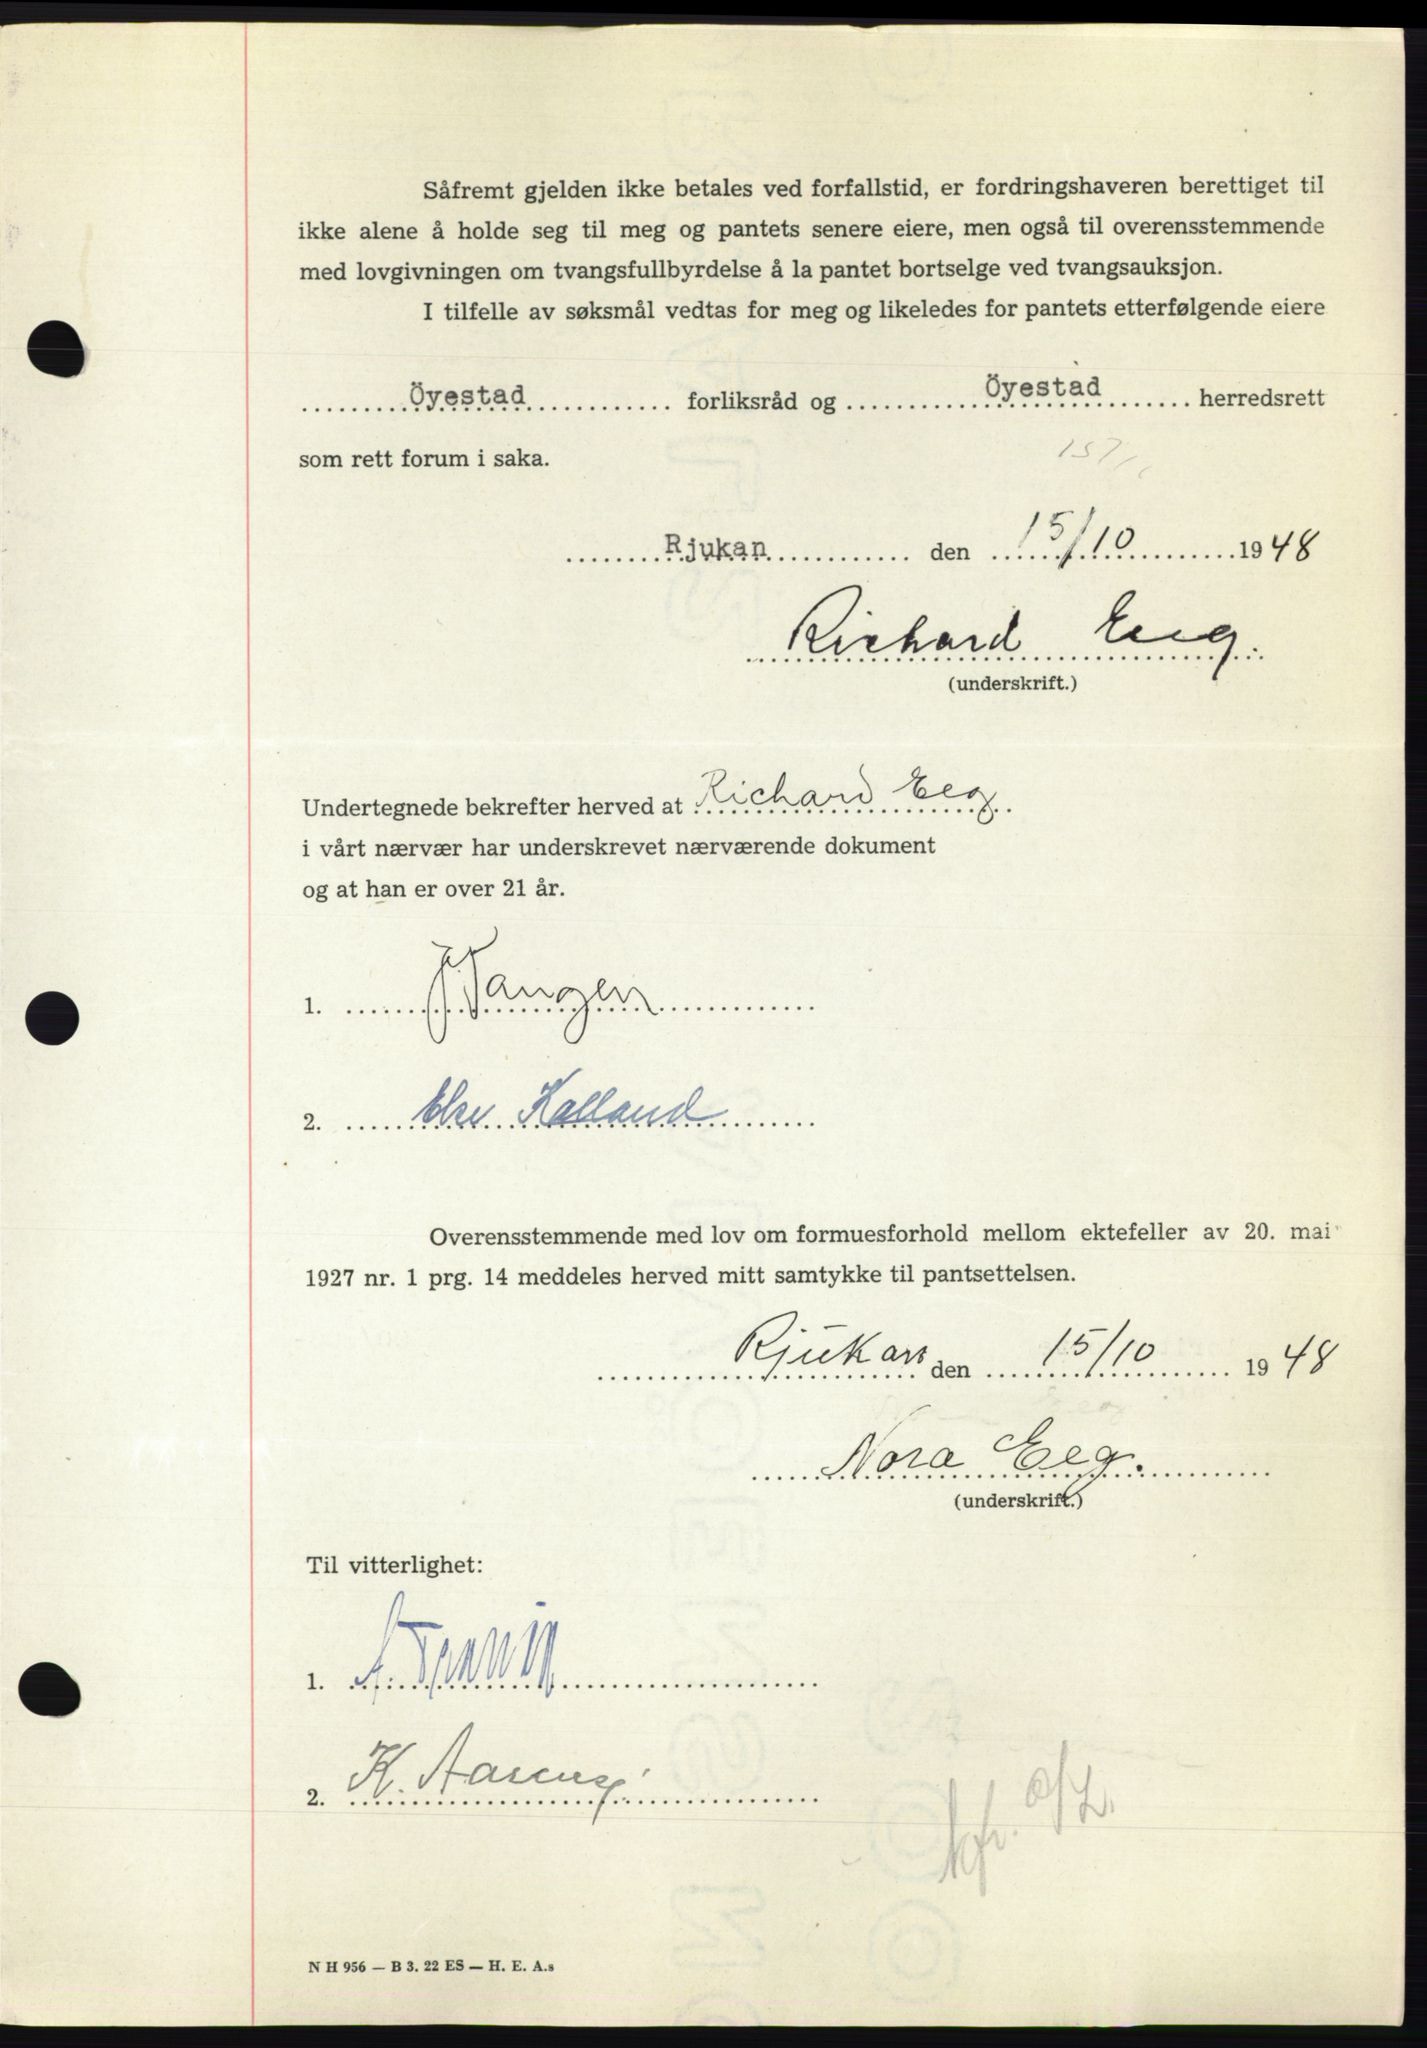 Såfremt gjelden ikke betales ved forfallstid, er fordringshaveren berettiget til
ikke alene å holde seg til meg og pantets senere eiere, men også til overensstemmende
med lovgivningen om tvangsfullbyrdelse å la pantet bortselge ved tvangsauksjon.
I tilfelle av søksmål vedtas for meg og likeledes for pantets etterfølgende eiere
Öyestad forliksråd og Öyestad herredsrett
som rett forum i saka.
Rjukan den 15/10 1948
Richard Eeg.
(underskrift.)
Undertegnede bekrefter herved at Richard Eeg
i vårt nærvær har underskrevet nærværende dokument
og at han er over 21 år.
1. J Tangen
2. Else Kalland
Overensstemmende med lov om formuesforhold mellom ektefeller av 20. mai
1927 nr. 1 prg. 14 meddeles herved mitt samtykke til pantsettelsen.
Rjukan den 15/10 1948
Nora Eeg.
(underskrift.)
Til vitterlighet:
1. A.
2. K.
N H 956 — B 3. 22 ES — H. E. A.s